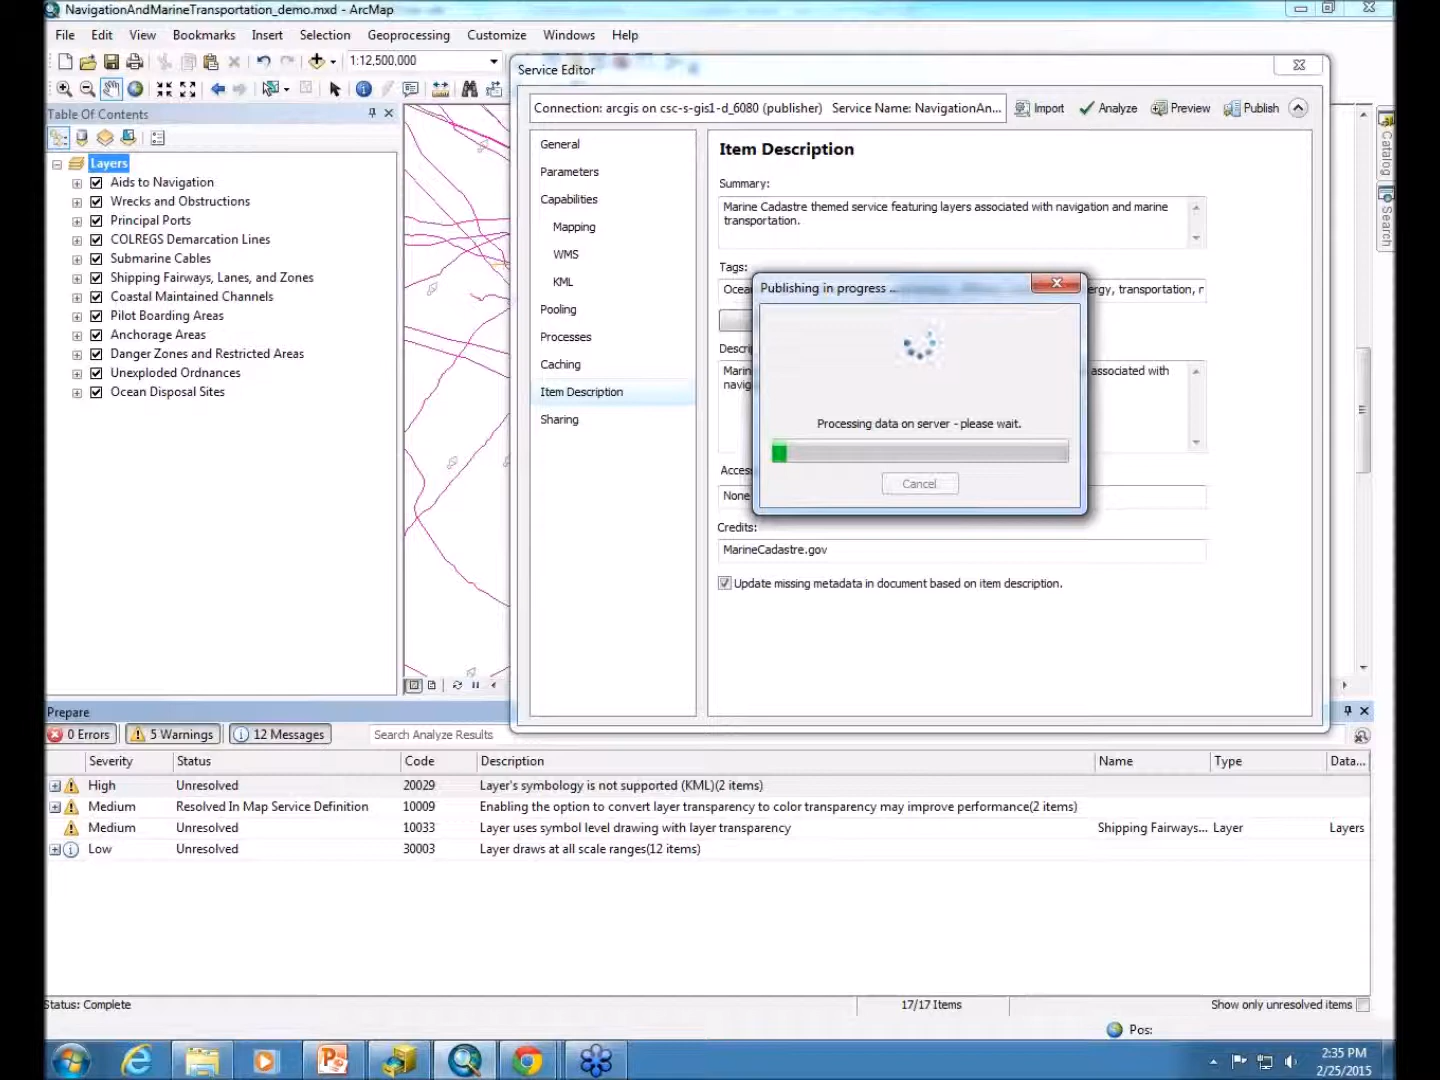 NavigationAndMarineTransportation_demo.mxd - ArcMap
File Edit View Bookmarks Insert Selection Geoprocessing Customize Windows Help
1:12,500,000
Service Editor
Connection: arcgis on csc-s-gis1-d_6080 (publisher) Service Name: NavigationAn... Import Analyze Preview Publish
Table Of Contents
Layers
Aids to Navigation
Wrecks and Obstructions
Principal Ports
COLREGS Demarcation Lines
Submarine Cables
Shipping Fairways, Lanes, and Zones
Coastal Maintained Channels
Pilot Boarding Areas
Anchorage Areas
Danger Zones and Restricted Areas
Unexploded Ordnances
Ocean Disposal Sites
General
Parameters
Capabilities
Mapping
WMS
KML
Pooling
Processes
Caching
Item Description
Sharing
Item Description
Summary:
Marine Cadastre themed service featuring layers associated with navigation and marine
transportation.
Tags:
Ocea ergy, transportation, r
Descri
Marin associated with
navig
Acces
None
Credits:
MarineCadastre.gov
Update missing metadata in document based on item description.
Publishing in progress ...
Processing data on server - please wait.
Cancel
Catalog
Search
Prepare
0 Errors 5 Warnings 12 Messages Search Analyze Results
Severity Status Code Description Name Type Data...
High Unresolved 20029 Layer's symbology is not supported (KML)(2 items)
Medium Resolved In Map Service Definition 10009 Enabling the option to convert layer transparency to color transparency may improve performance(2 items)
Medium Unresolved 10033 Layer uses symbol level drawing with layer transparency Shipping Fairways... Layer Layers
Low Unresolved 30003 Layer draws at all scale ranges(12 items)
Status: Complete 17/17 Items Show only unresolved items
Pos:
2:35 PM
2/25/2015